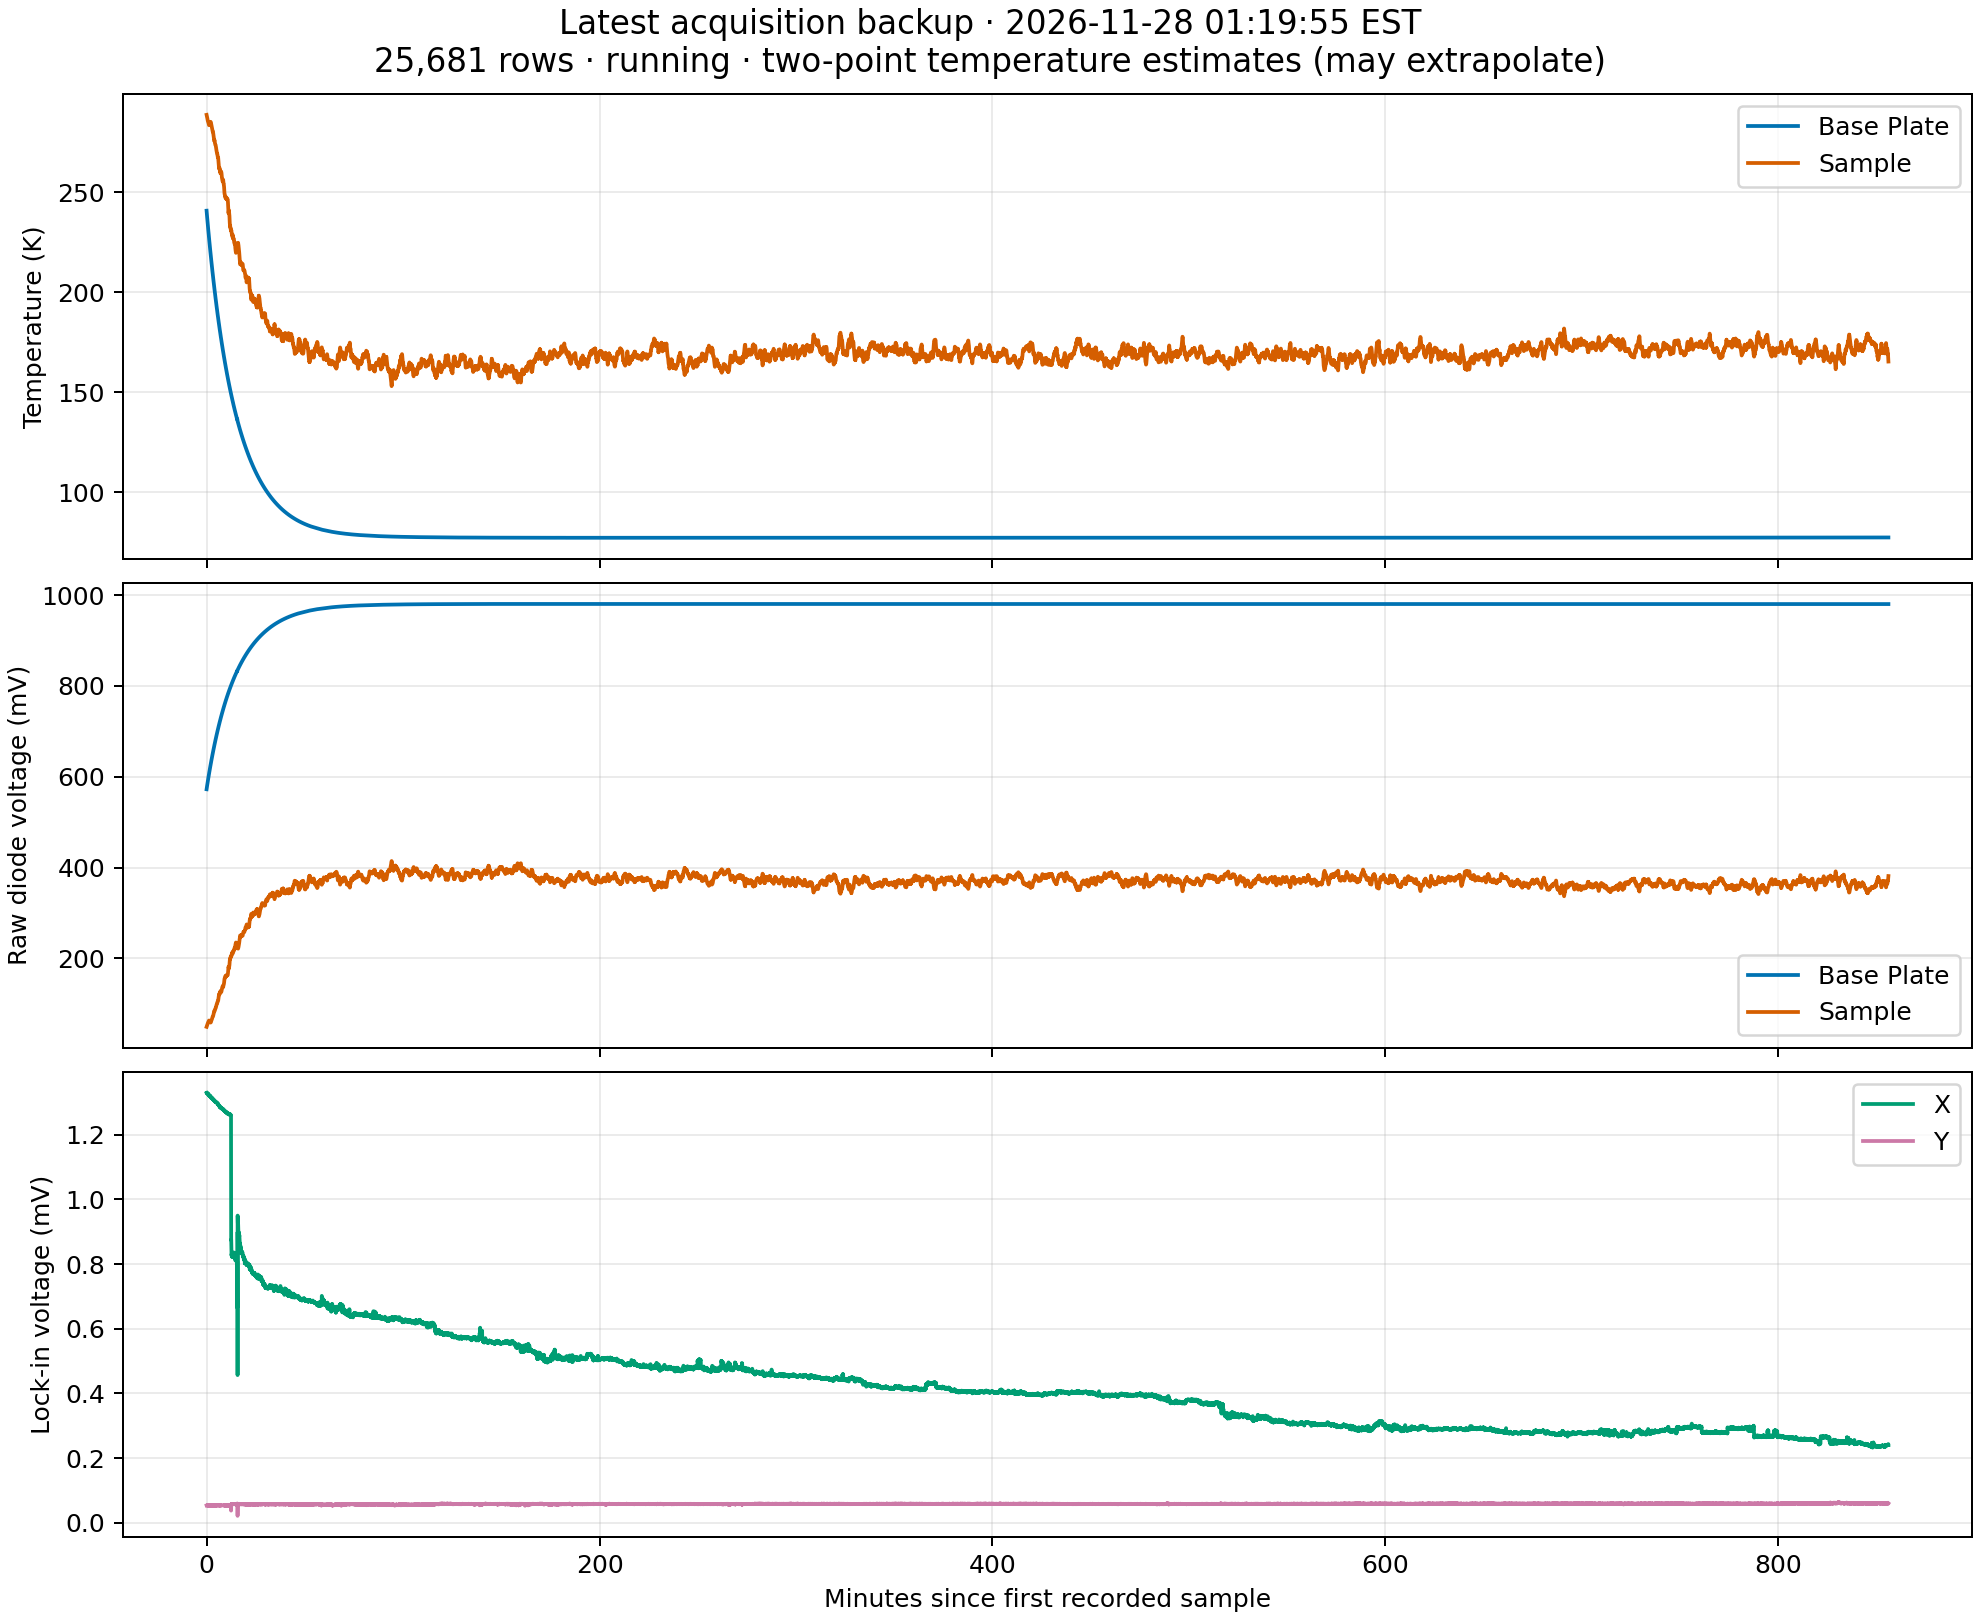 Latest acquisition backup · 2026-11-28 01:19:55 EST
25,681 rows · running · two-point temperature estimates (may extrapolate)
Temperature (K)
250
200
150
100
Base Plate
Sample
Raw diode voltage (mV)
1000
800
600
400
200
Base Plate
Sample
Lock-in voltage (mV)
1.2
1.0
0.8
0.6
0.4
0.2
0.0
X
Y
0 200 400 600 800
Minutes since first recorded sample